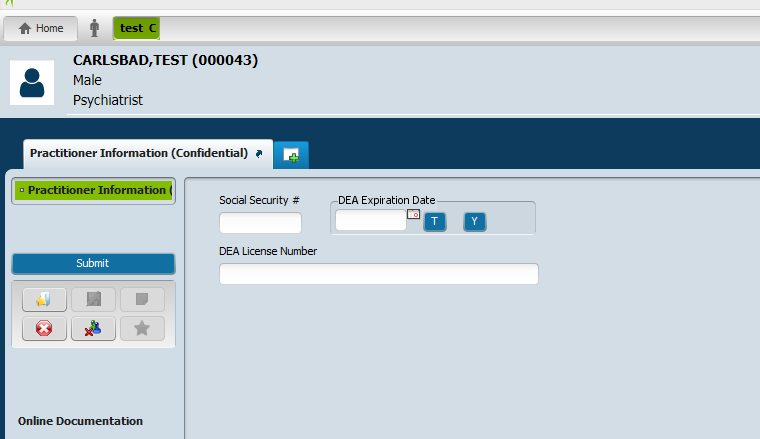 Home
test C
CARLSBAD,TEST (000043)
Male
Psychiatrist
Practitioner Information (Confidential)
Practitioner Information (
Social Security #
DEA Expiration Date
T
Y
DEA License Number
Submit
Online Documentation